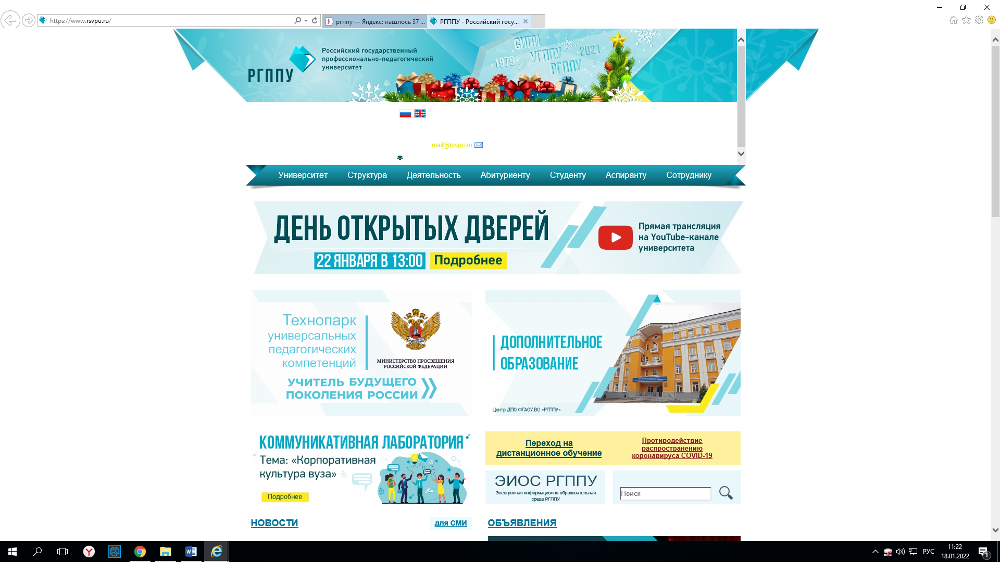 https://www.rsvpu.ru/
ргппу — Яндекс: нашлось 37 ...
РГППУ - Российский госу...
РГППУ
Российский государственный
профессионально-педагогический
университет
1979
СИПИ
УГППУ
РГППУ
2021
mail@rsvpu.ru
Университет
Структура
Деятельность
Абитуриенту
Студенту
Аспиранту
Сотруднику
ДЕНЬ ОТКРЫТЫХ ДВЕРЕЙ
22 ЯНВАРЯ В 13:00
Подробнее
Прямая трансляция
на YouTube-канале
университета
Технопарк
универсальных
педагогических
компетенций
МИНИСТЕРСТВО ПРОСВЕЩЕНИЯ
РОССИЙСКОЙ ФЕДЕРАЦИИ
УЧИТЕЛЬ БУДУЩЕГО
ПОКОЛЕНИЯ РОССИИ
ДОПОЛНИТЕЛЬНОЕ
ОБРАЗОВАНИЕ
Центр ДПО ФГАОУ ВО «РГППУ»
КОММУНИКАТИВНАЯ ЛАБОРАТОРИЯ
Тема: «Корпоративная
культура вуза»
Подробнее
Переход на
дистанционное обучение
Противодействие
распространению
коронавируса COVID-19
ЭИОС РГППУ
Электронная информационно-образовательная
среда РГППУ
Поиск
НОВОСТИ
для СМИ
ОБЪЯВЛЕНИЯ
РУС
11:22
18.01.2022
1